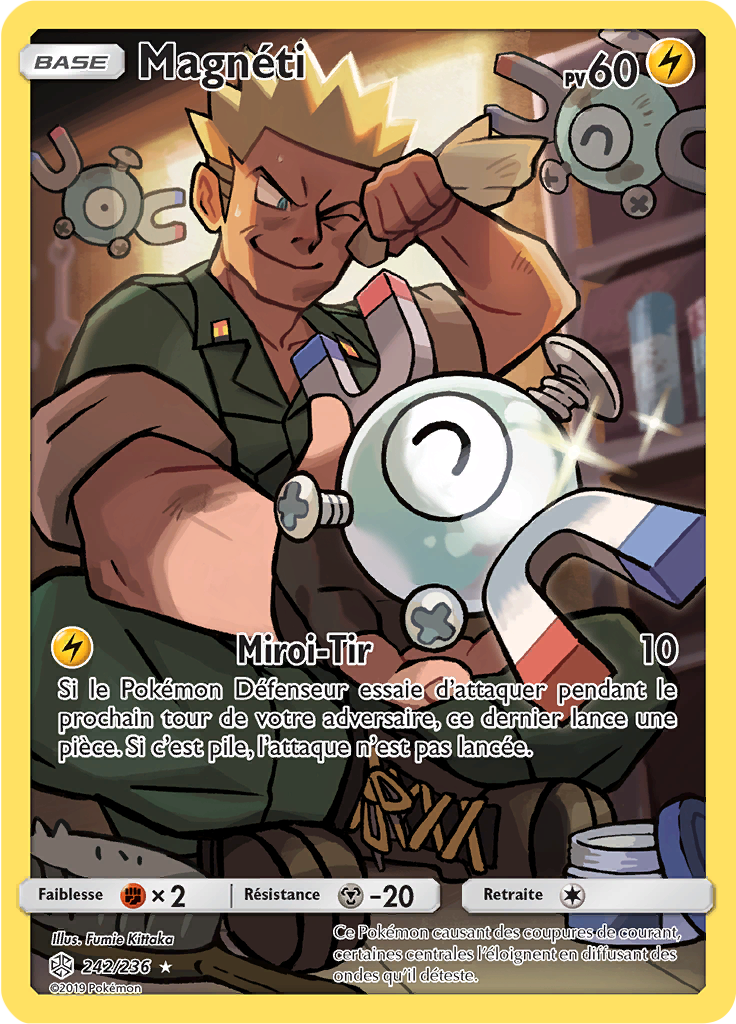 BASE Magnéti PV60
Miroi-Tir 10
Si le Pokémon Défenseur essaie d'attaquer pendant le
prochain tour de votre adversaire, ce dernier lance une
pièce. Si c'est pile, l'attaque n'est pas lancée.
Faiblesse ×2 Résistance -20 Retraite
Illus. Fumie Kittaka
242/236
©2019 Pokémon
Ce Pokémon causant des coupures de courant,
certaines centrales l'éloignent en diffusant des
ondes qu'il déteste.